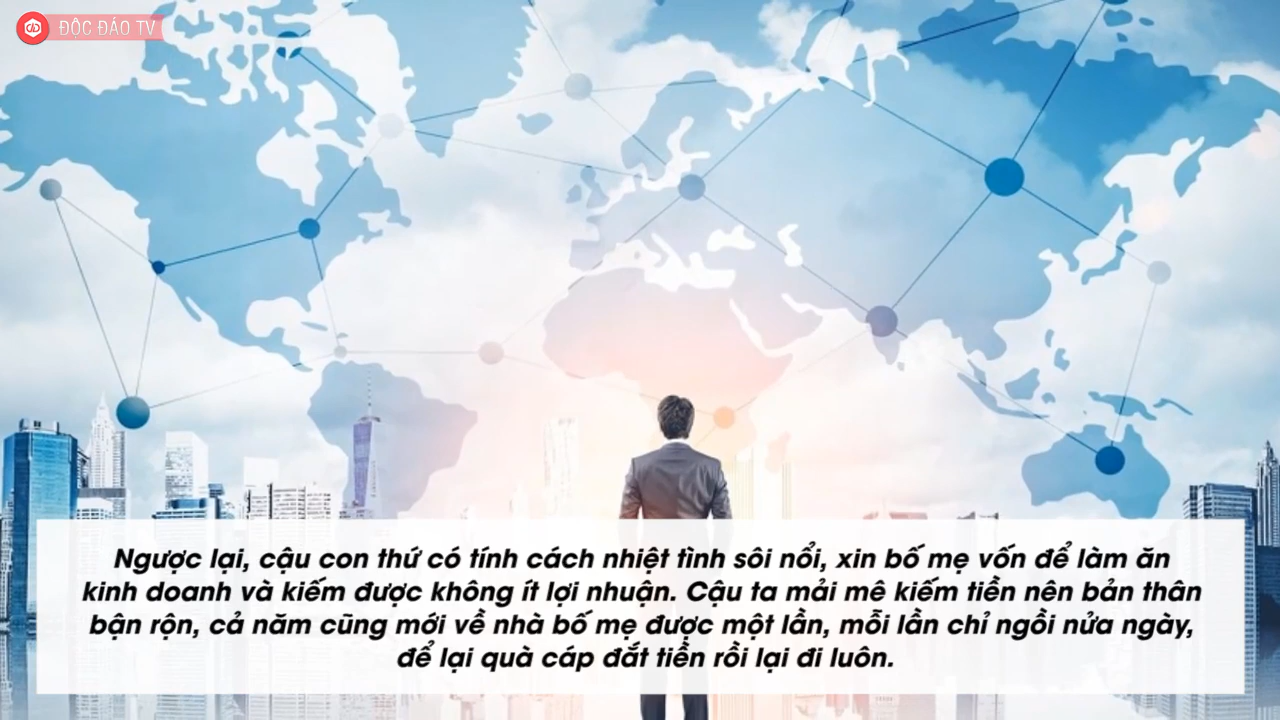 ĐỘC ĐÁO TV
Ngược lại, cậu con thứ có tính cách nhiệt tình sôi nổi, xin bố mẹ vốn để làm ăn
kinh doanh và kiếm được không ít lợi nhuận. Cậu ta mải mê kiếm tiền nên bản thân
bận rộn, cả năm cũng mới về nhà bố mẹ được một lần, mỗi lần chỉ ngồi nửa ngày,
để lại quà cáp đắt tiền rồi lại đi luôn.